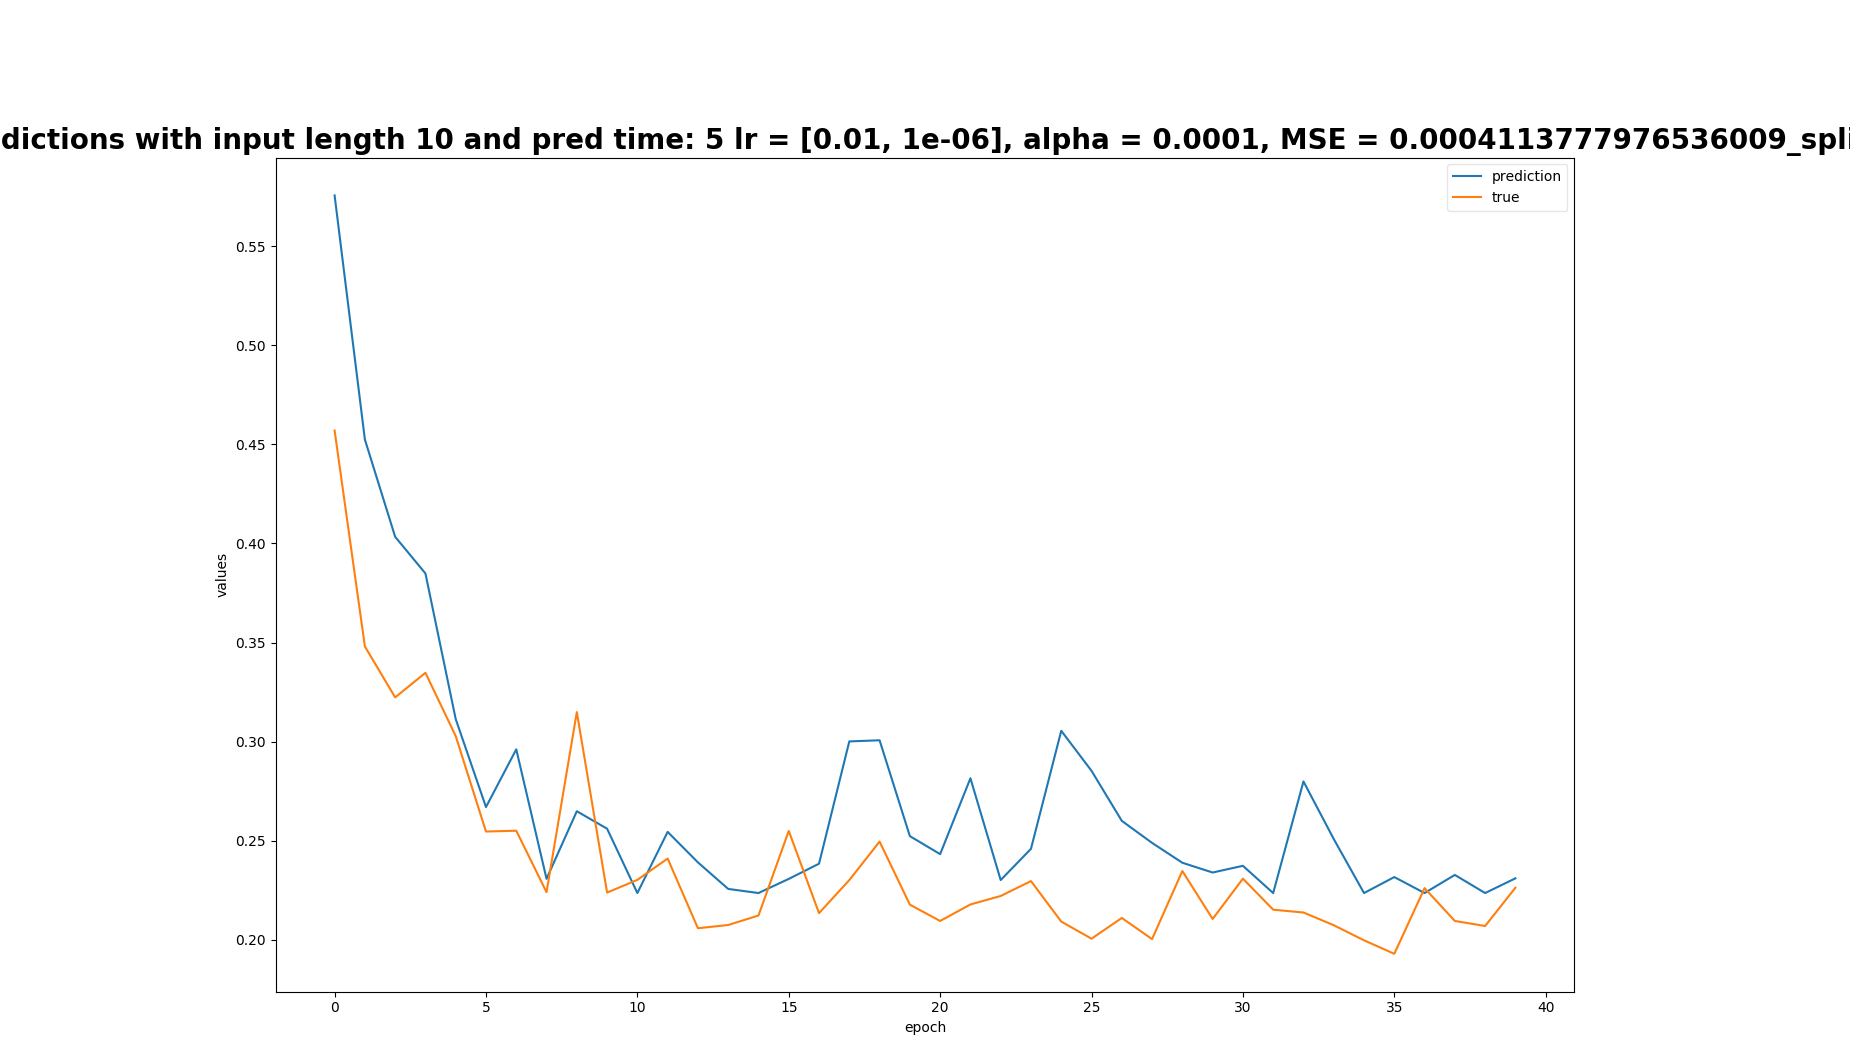 dictions with input length 10 and pred time: 5 lr = [0.01, 1e-06], alpha = 0.0001, MSE = 0.0004113777976536009_spli
prediction
true
0.55
0.50
0.45
0.40
0.35
0.30
0.25
0.20
values
0 5 10 15 20 25 30 35 40
epoch